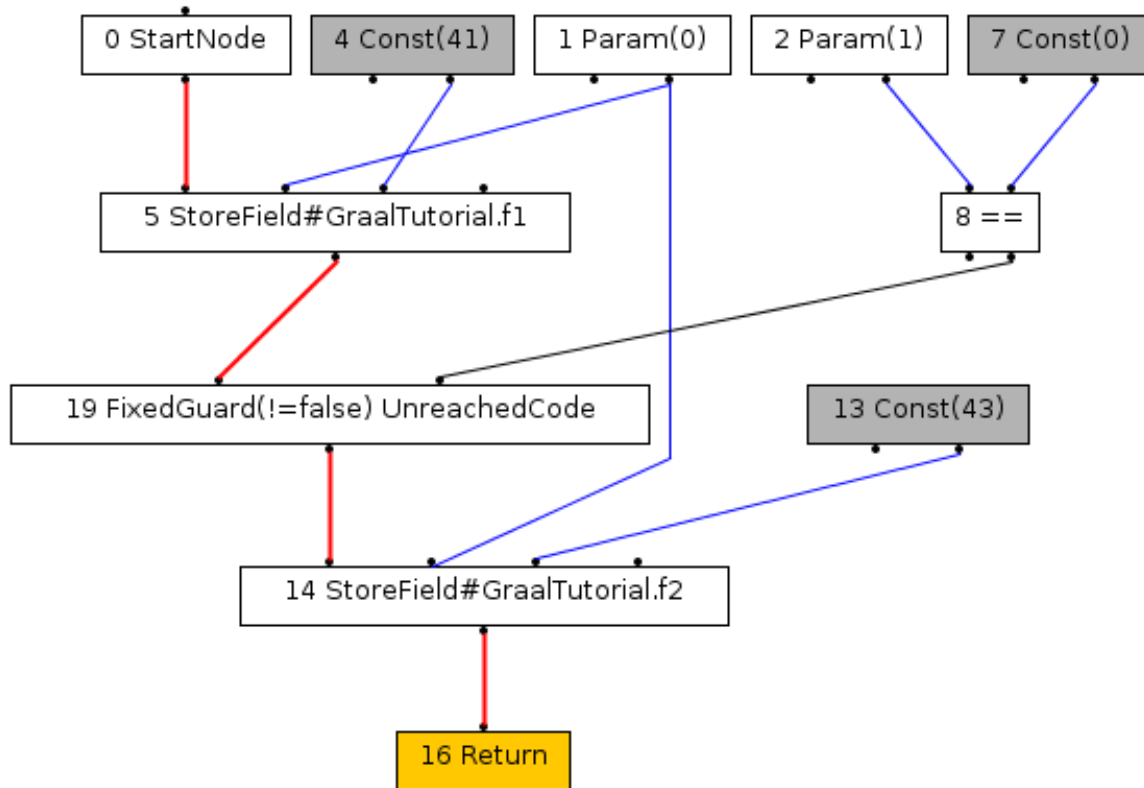 0 StartNode
4 Const(41)
1 Param(0)
2 Param(1)
7 Const(0)
5 StoreField#GraalTutorial.f1
8 ==
19 FixedGuard(!=false) UnreachedCode
13 Const(43)
14 StoreField#GraalTutorial.f2
16 Return